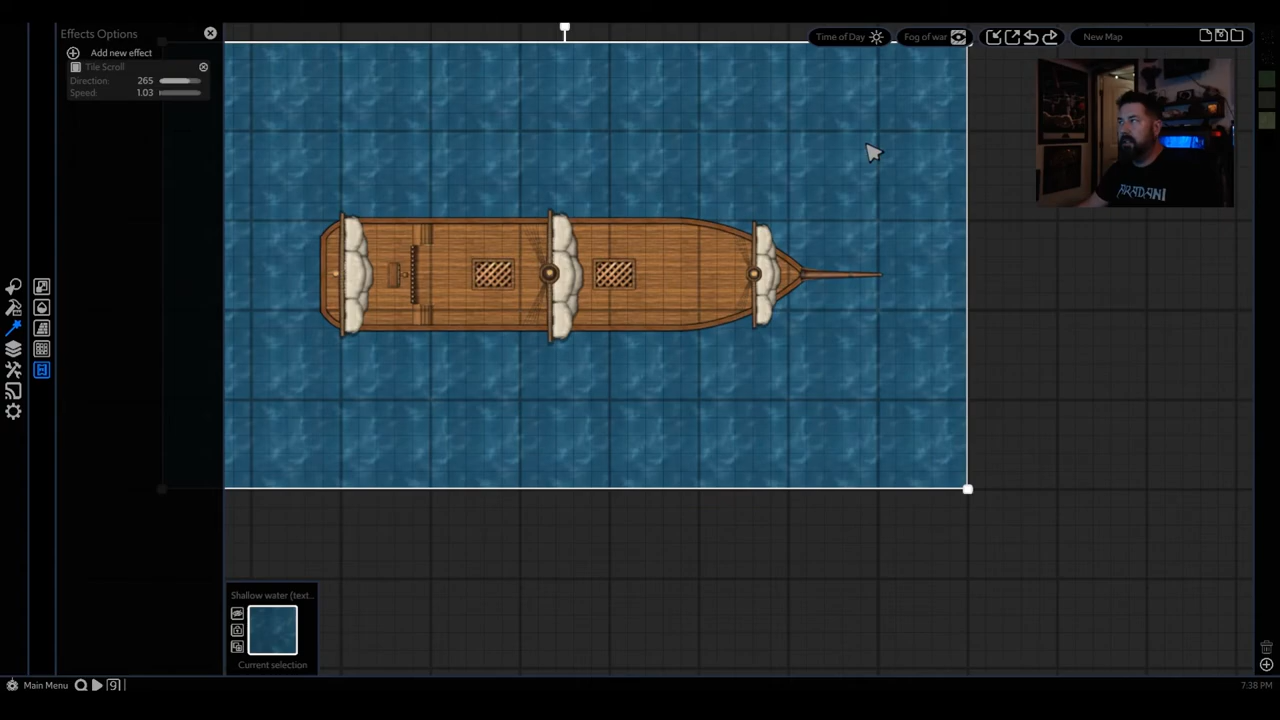 Effects Options
Add new effect
Tile Scroll
Direction: 265
Speed: 1.03
Time of Day
Fog of war
New Map
ARADANI
Shallow water (text..
Current selection
Main Menu
7:38 PM